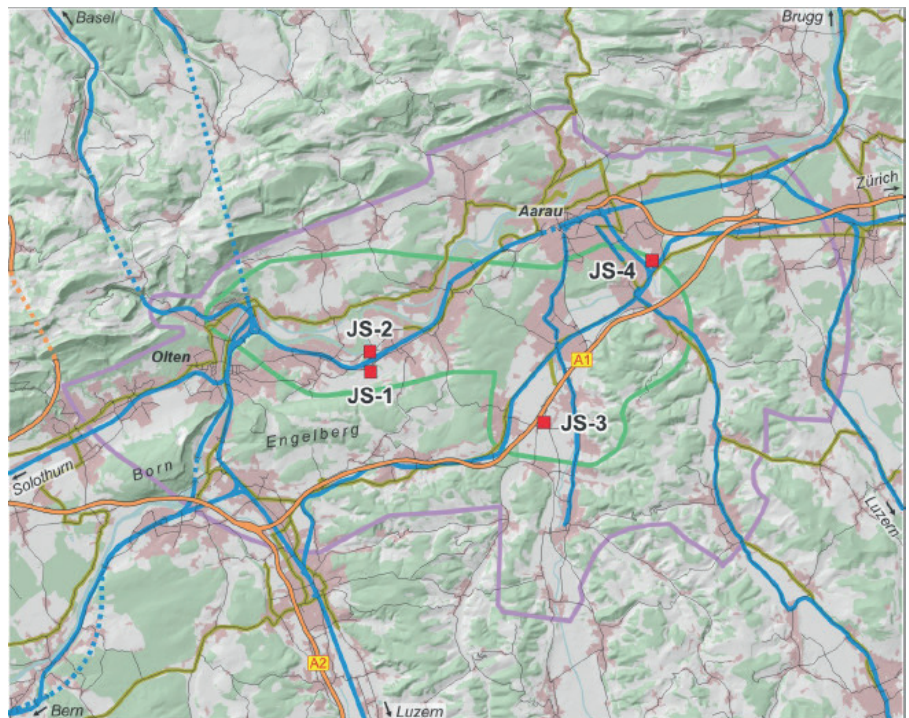 Basel
Brugg
Zürich
Aarau
JS-4
JS-2
Olten
A1
JS-1
JS-3
Engelberg
Born
Solothurn
Luzern
A2
Bern
Luzern